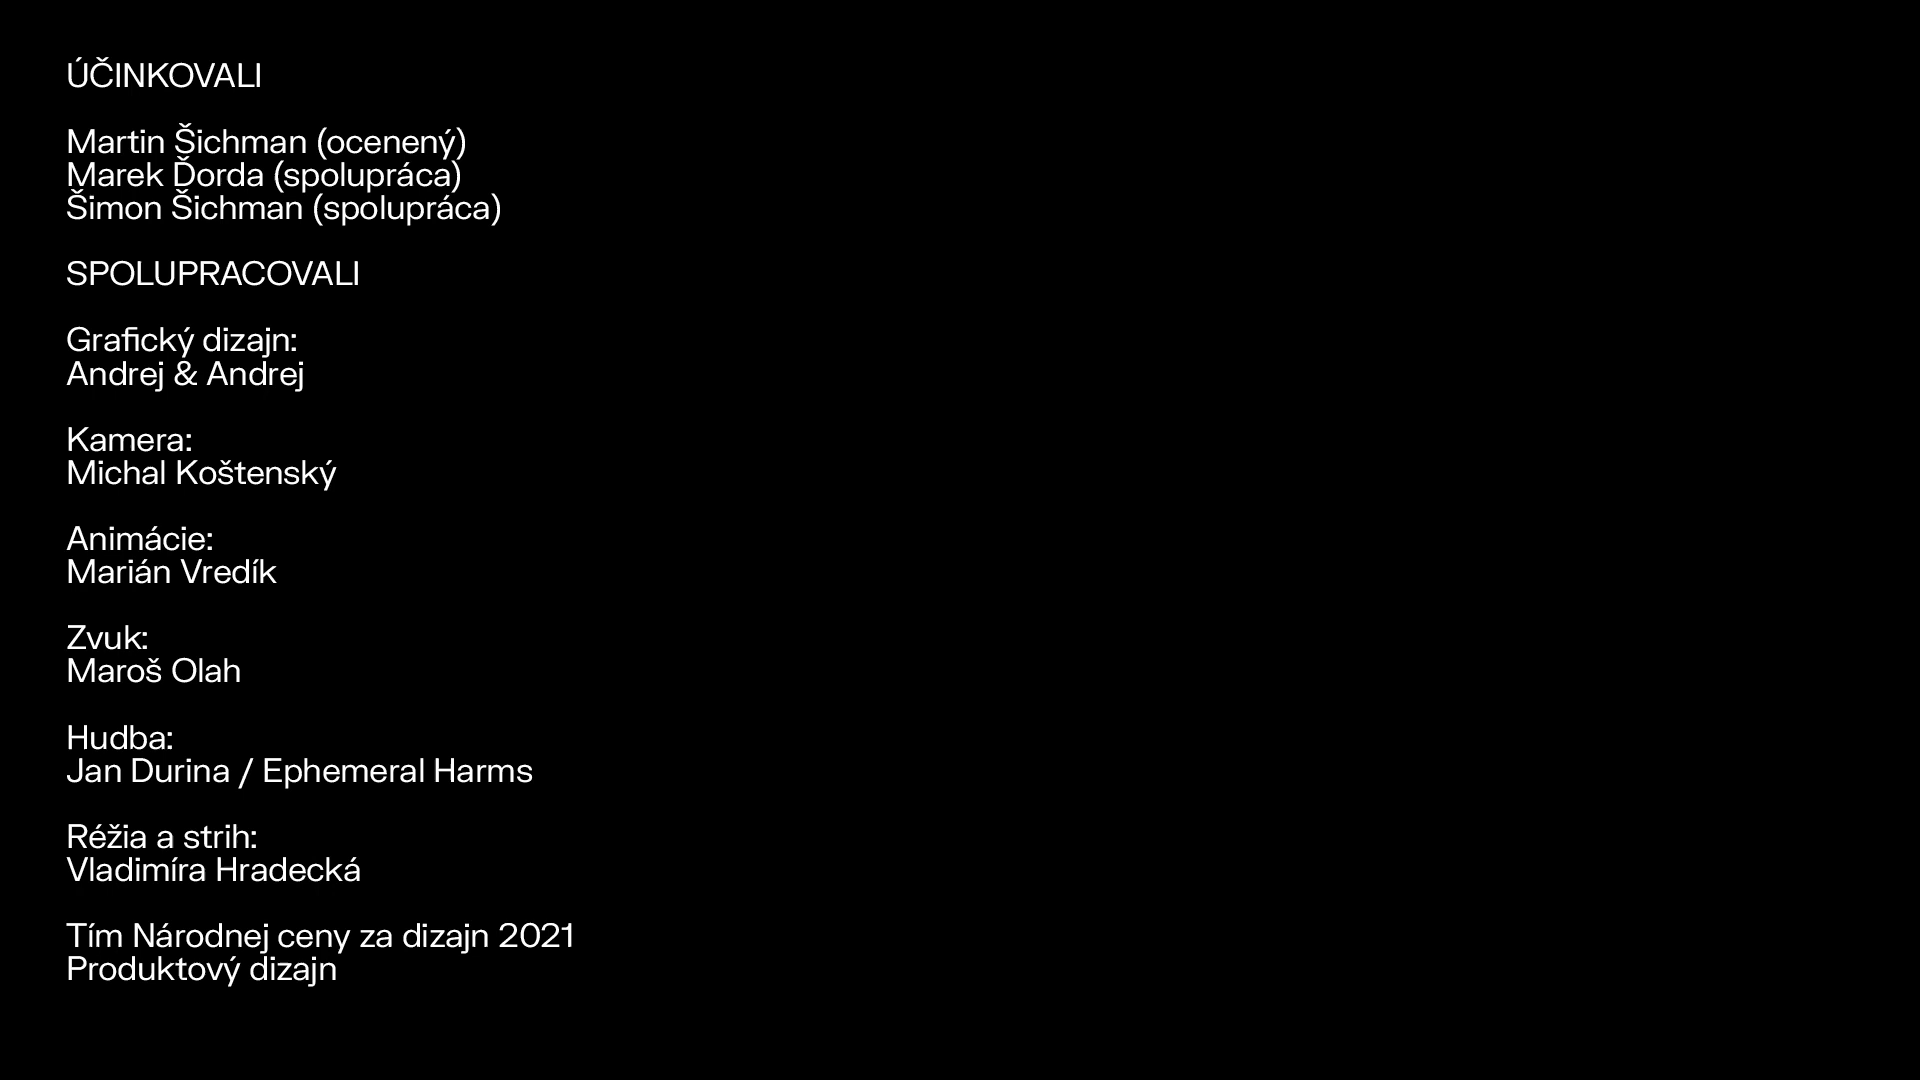 ÚČINKOVALI
Martin Šichman (ocenený)
Marek Ďorda (spolupráca)
Šimon Šichman (spolupráca)
SPOLUPRACOVALI
Grafický dizajn:
Andrej & Andrej
Kamera:
Michal Koštenský
Animácie:
Marián Vredík
Zvuk:
Maroš Olah
Hudba:
Jan Durina / Ephemeral Harms
Réžia a strih:
Vladimíra Hradecká
Tím Národnej ceny za dizajn 2021
Produktový dizajn